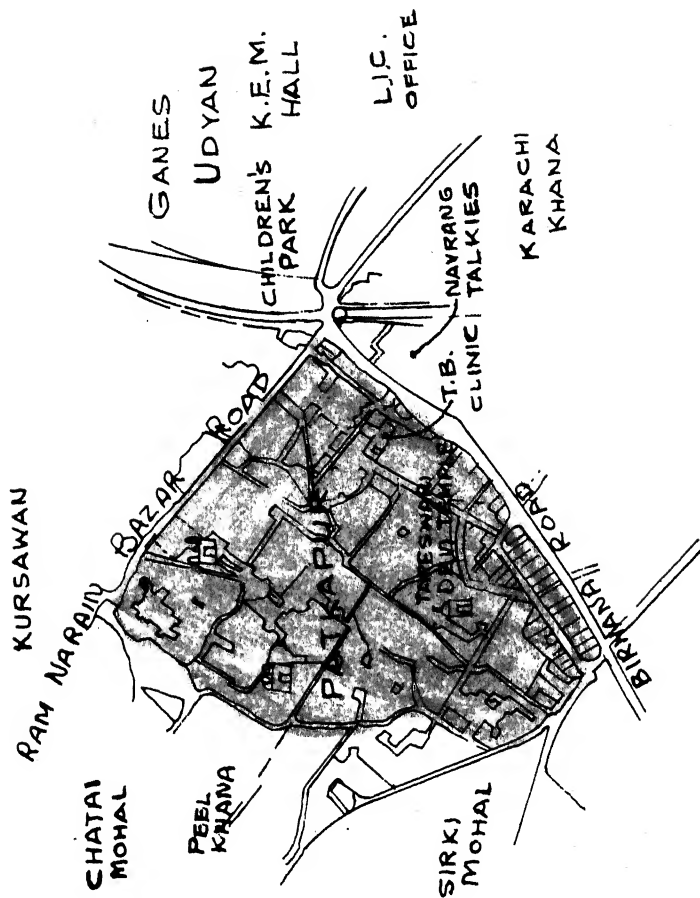 KURSAWAN
GANES
UDYAN
RAM NARAIN BAZAR ROAD
CHILDREN'S
PARK
K.E.M.
HALL
L.I.C.
OFFICE
CHATAI
MOHAL
PEEL
KHANA
PATKAPUR
T.B.
CLINIC
NAVRANG
TALKIES
KARACHI
KHANA
SIRKI
MOHAL
BIRHANA ROAD